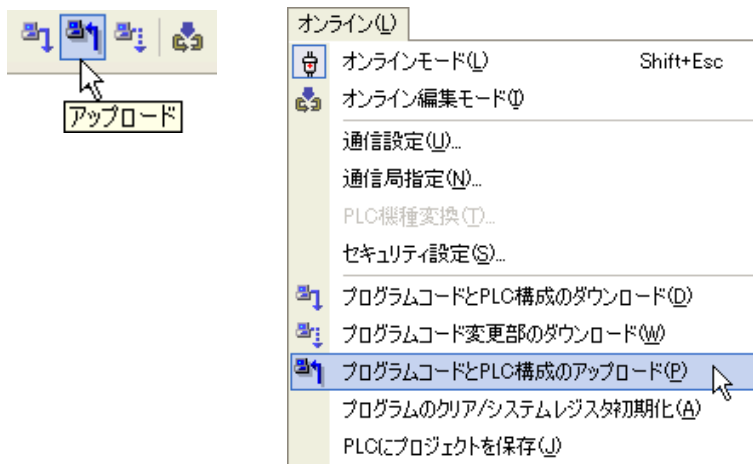 アップロード
オンライン(L)
オンラインモード(L) Shift+Esc
オンライン編集モード(I)
通信設定(U)...
通信局指定(N)...
PLC機種変換(T)...
セキュリティ設定(S)...
プログラムコードとPLC構成のダウンロード(D)
プログラムコード変更部のダウンロード(W)
プログラムコードとPLC構成のアップロード(P)
プログラムのクリア/システムレジスタ初期化(A)
PLCにプロジェクトを保存(J)